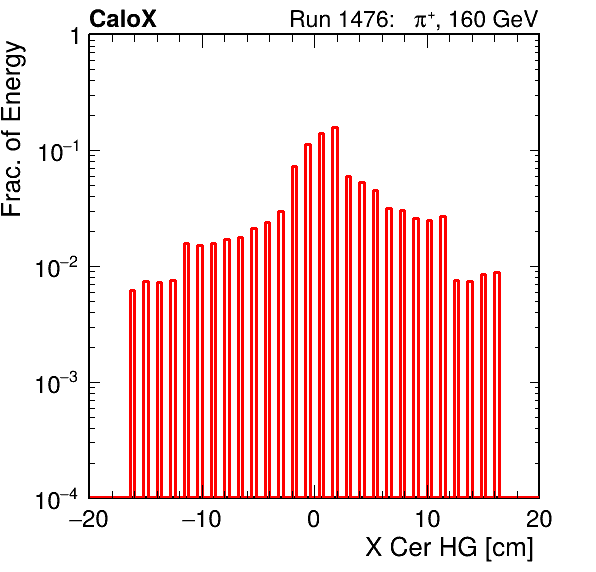 CaloX Run 1476: π⁺, 160 GeV
Frac. of Energy
1
10⁻¹
10⁻²
10⁻³
10⁻⁴
−20 −10 0 10 20
X Cer HG [cm]